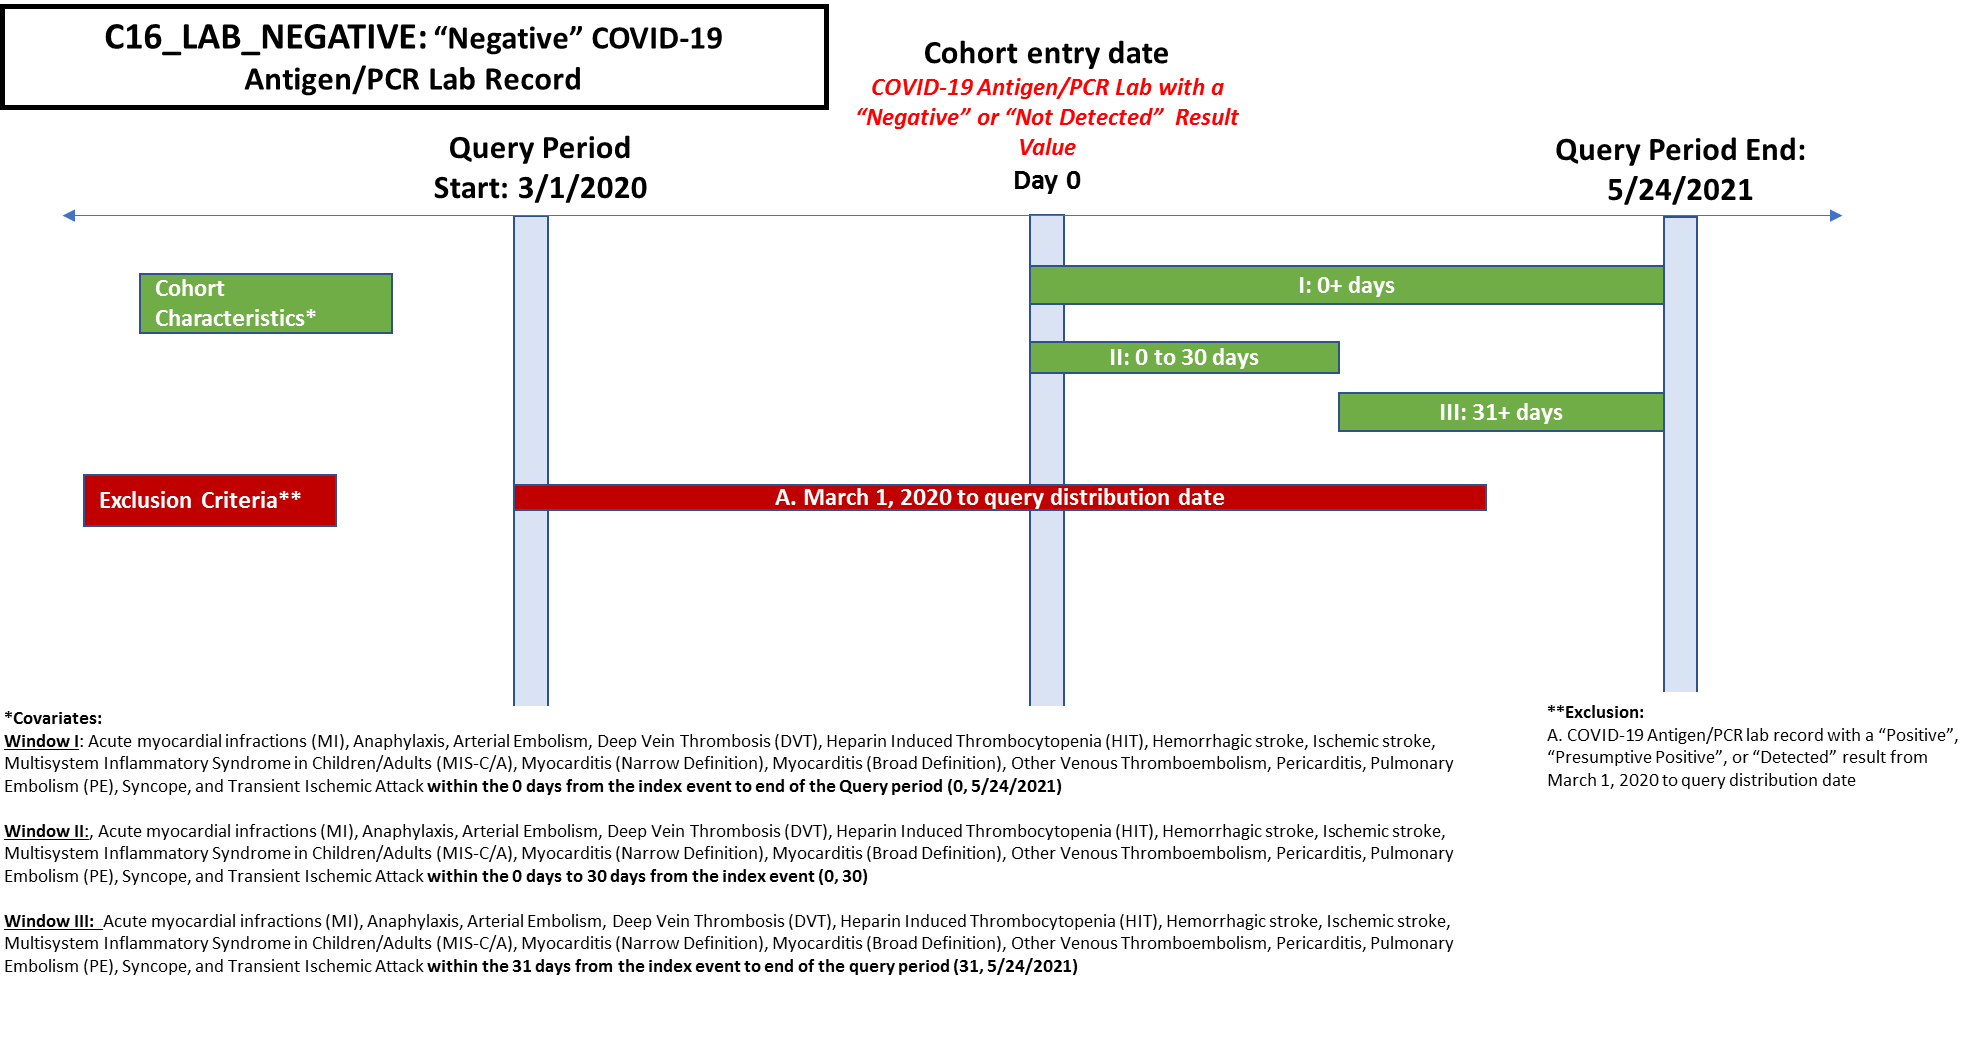 C16_LAB_NEGATIVE: “Negative” COVID-19
Antigen/PCR Lab Record
Cohort entry date
COVID-19 Antigen/PCR Lab with a
“Negative” or “Not Detected” Result
Value
Day 0
Query Period
Start: 3/1/2020
Query Period End:
5/24/2021
Cohort
Characteristics*
I: 0+ days
II: 0 to 30 days
III: 31+ days
Exclusion Criteria**
A. March 1, 2020 to query distribution date
*Covariates:
Window I: Acute myocardial infractions (MI), Anaphylaxis, Arterial Embolism, Deep Vein Thrombosis (DVT), Heparin Induced Thrombocytopenia (HIT), Hemorrhagic stroke, Ischemic stroke,
Multisystem Inflammatory Syndrome in Children/Adults (MIS-C/A), Myocarditis (Narrow Definition), Myocarditis (Broad Definition), Other Venous Thromboembolism, Pericarditis, Pulmonary
Embolism (PE), Syncope, and Transient Ischemic Attack within the 0 days from the index event to end of the Query period (0, 5/24/2021)
Window II:, Acute myocardial infractions (MI), Anaphylaxis, Arterial Embolism, Deep Vein Thrombosis (DVT), Heparin Induced Thrombocytopenia (HIT), Hemorrhagic stroke, Ischemic stroke,
Multisystem Inflammatory Syndrome in Children/Adults (MIS-C/A), Myocarditis (Narrow Definition), Myocarditis (Broad Definition), Other Venous Thromboembolism, Pericarditis, Pulmonary
Embolism (PE), Syncope, and Transient Ischemic Attack within the 0 days to 30 days from the index event (0, 30)
Window III: Acute myocardial infractions (MI), Anaphylaxis, Arterial Embolism, Deep Vein Thrombosis (DVT), Heparin Induced Thrombocytopenia (HIT), Hemorrhagic stroke, Ischemic stroke,
Multisystem Inflammatory Syndrome in Children/Adults (MIS-C/A), Myocarditis (Narrow Definition), Myocarditis (Broad Definition), Other Venous Thromboembolism, Pericarditis, Pulmonary
Embolism (PE), Syncope, and Transient Ischemic Attack within the 31 days from the index event to end of the query period (31, 5/24/2021)
**Exclusion:
A. COVID-19 Antigen/PCR lab record with a “Positive”,
“Presumptive Positive”, or “Detected” result from
March 1, 2020 to query distribution date